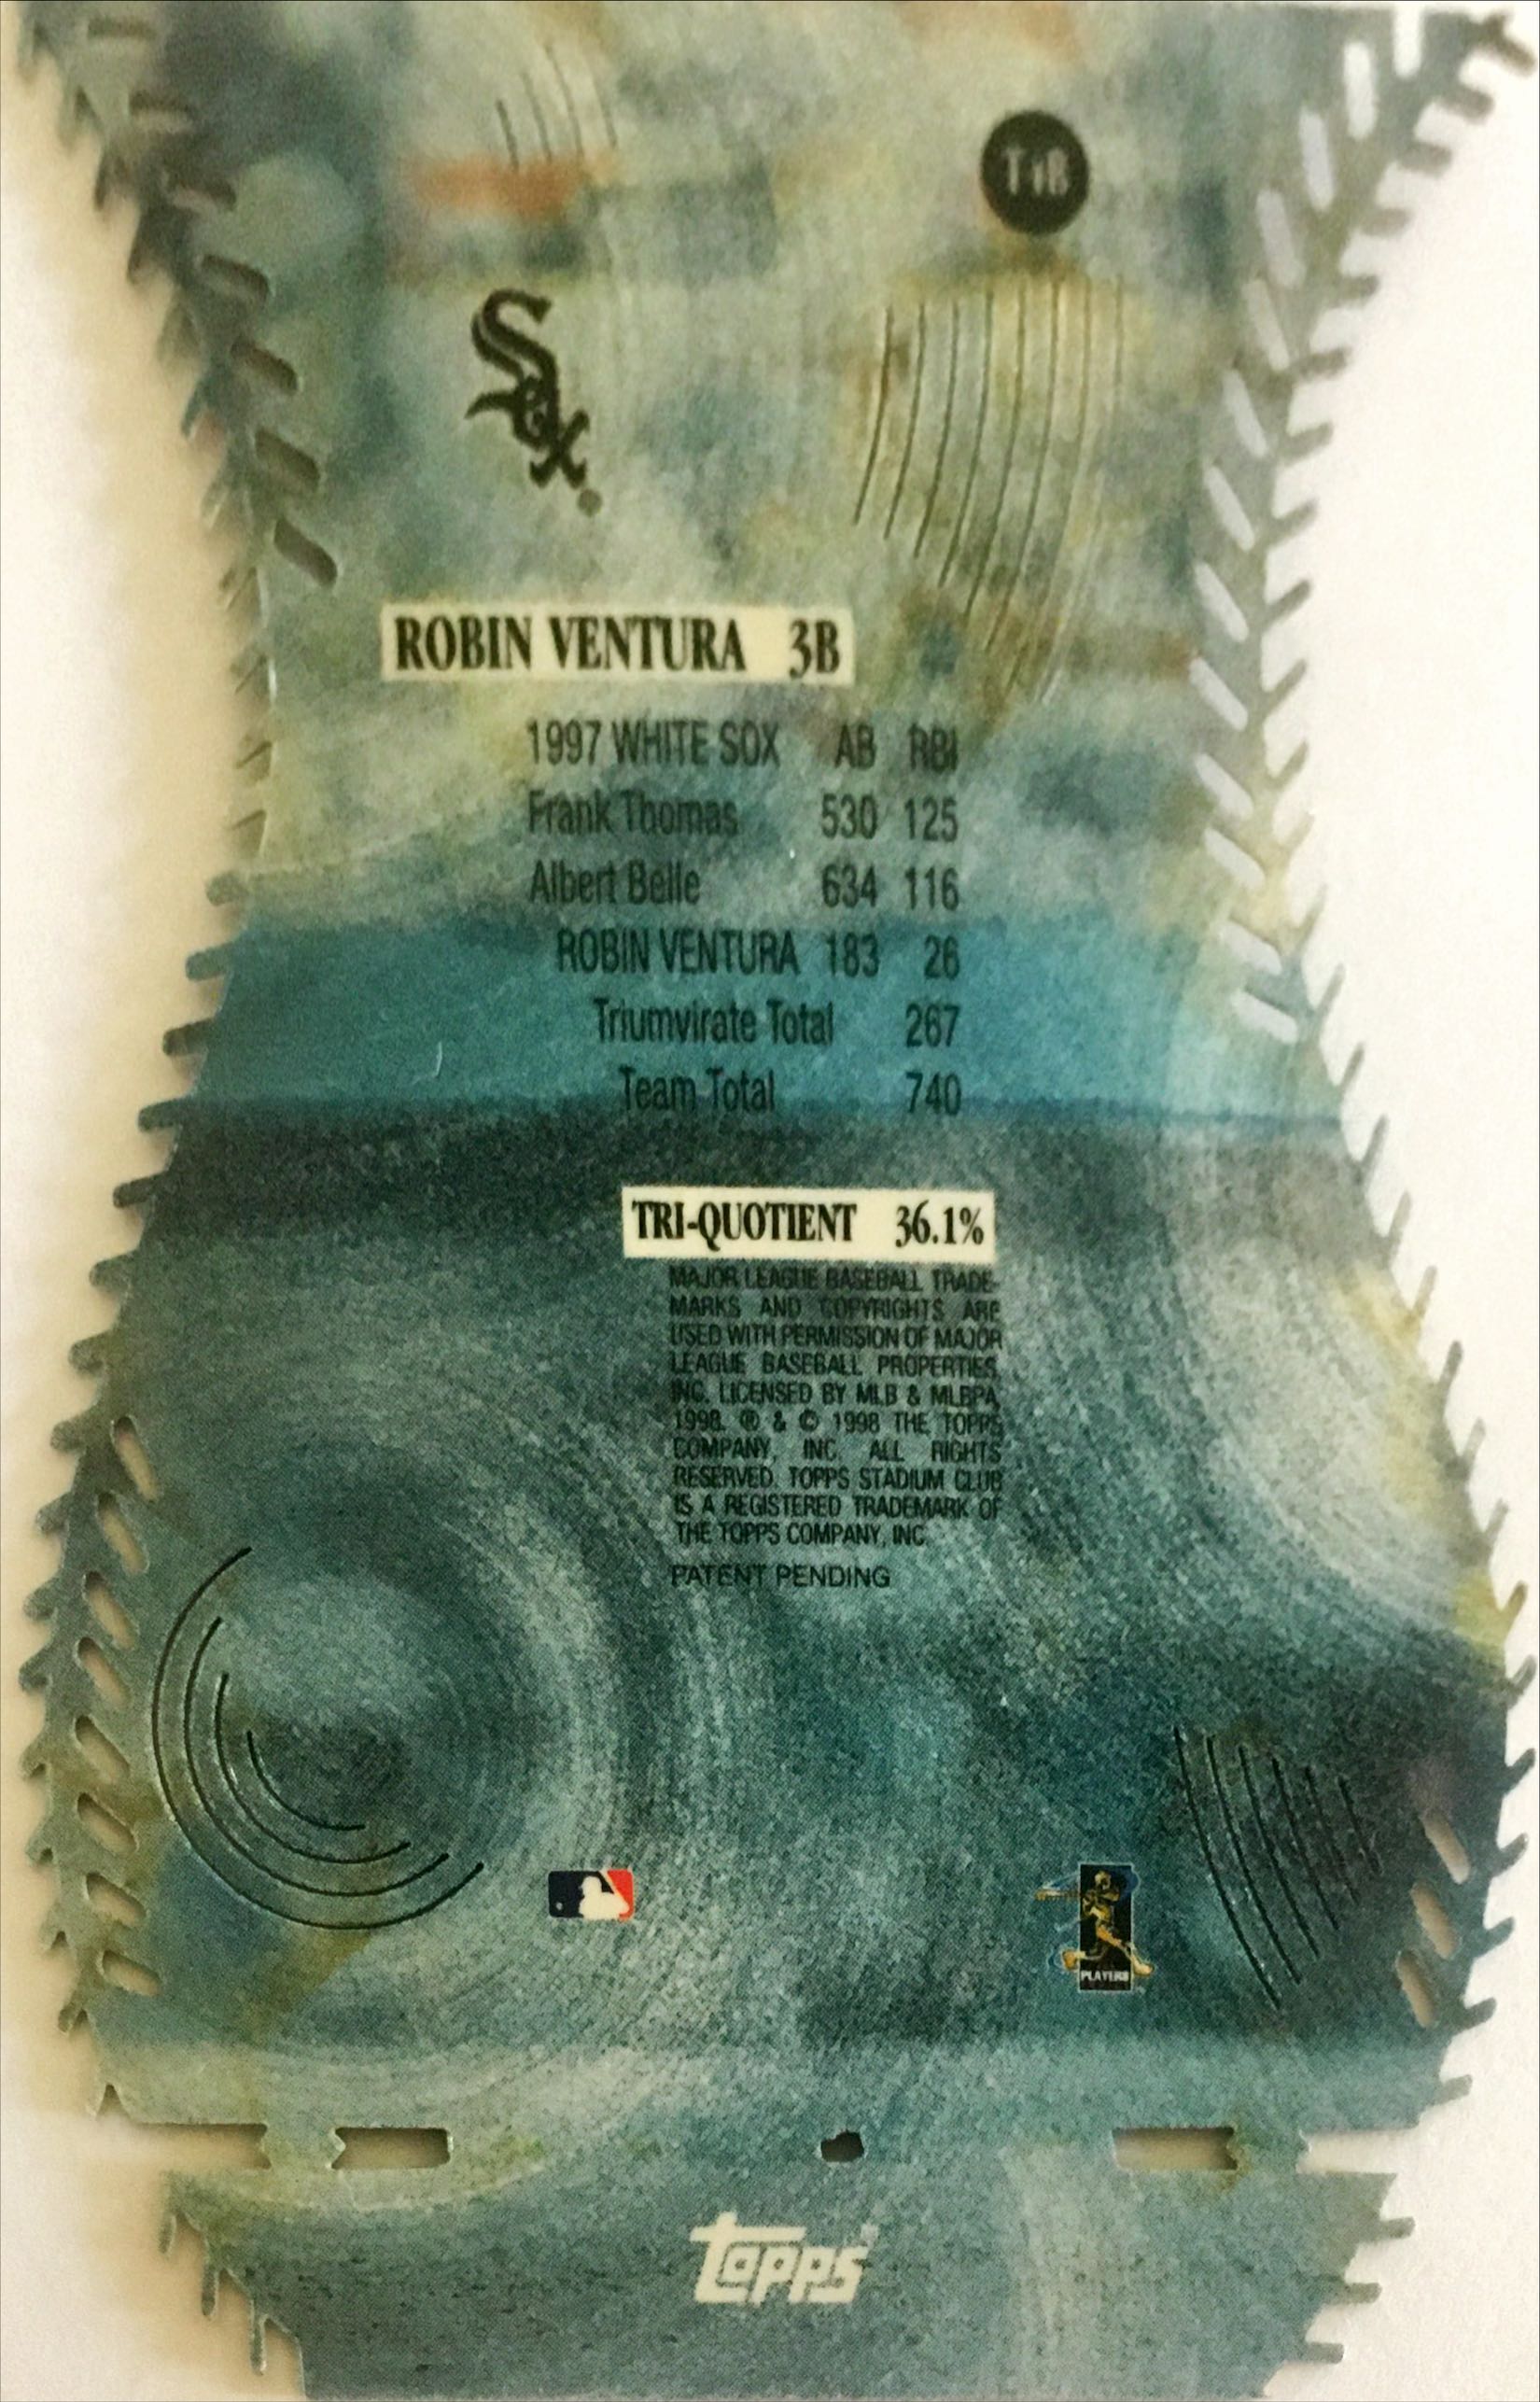 T1B
Sox
ROBIN VENTURA 3B
1997 WHITE SOX AB RBI
Frank Thomas 530 125
Albert Belle 634 116
ROBIN VENTURA 183 26
Triumvirate Total 267
Team Total 740
TRI-QUOTIENT 36.1%
MAJOR LEAGUE BASEBALL TRADE-
MARKS AND COPYRIGHTS ARE
USED WITH PERMISSION OF MAJOR
LEAGUE BASEBALL PROPERTIES,
INC. LICENSED BY MLB & MLBPA
1998. ® & © 1998 THE TOPPS
COMPANY, INC. ALL RIGHTS
RESERVED. TOPPS STADIUM CLUB
IS A REGISTERED TRADEMARK OF
THE TOPPS COMPANY, INC.
PATENT PENDING
PLAYERS
topps